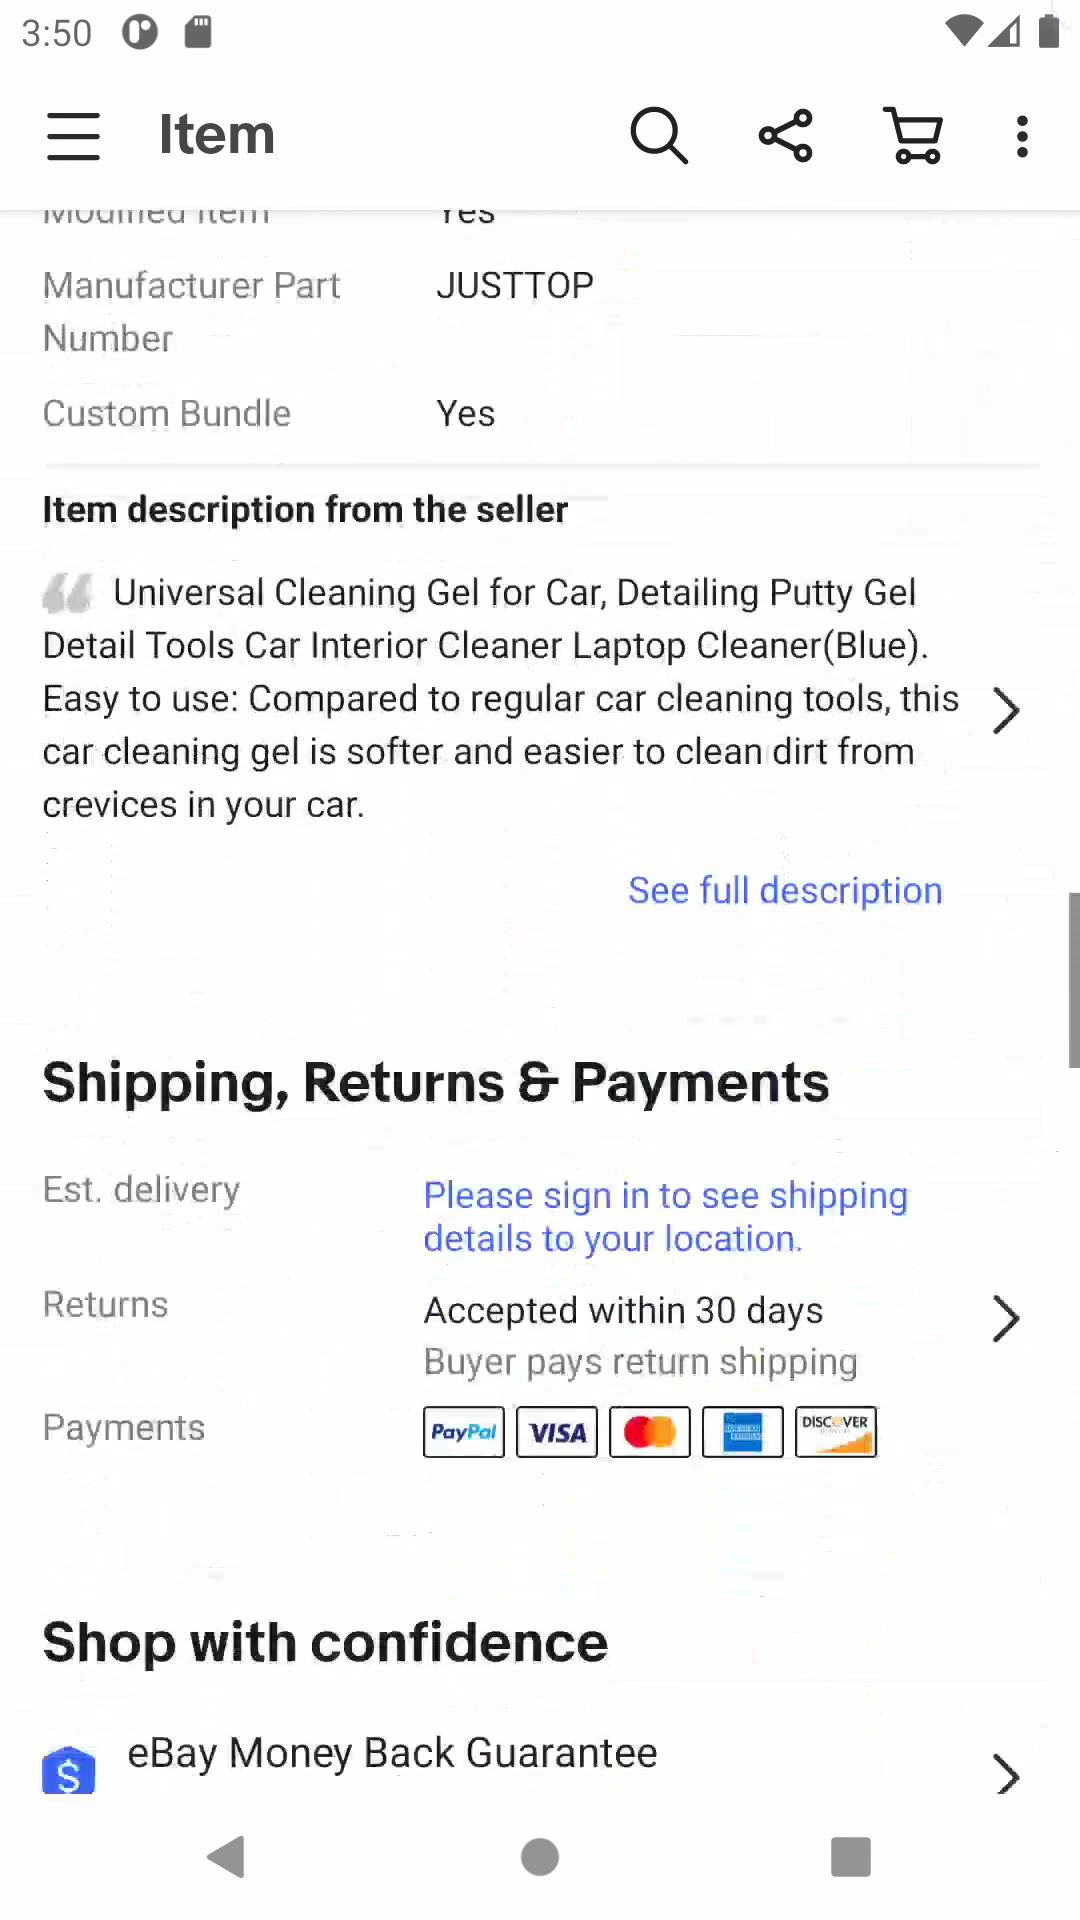 3:50
Item
Modified Item Yes
Manufacturer Part Number JUSTTOP
Custom Bundle Yes
Item description from the seller
Universal Cleaning Gel for Car, Detailing Putty Gel
Detail Tools Car Interior Cleaner Laptop Cleaner(Blue).
Easy to use: Compared to regular car cleaning tools, this
car cleaning gel is softer and easier to clean dirt from
crevices in your car.
See full description
Shipping, Returns & Payments
Est. delivery Please sign in to see shipping
details to your location.
Returns Accepted within 30 days
Buyer pays return shipping
Payments PayPal VISA DISCOVER
Shop with confidence
eBay Money Back Guarantee